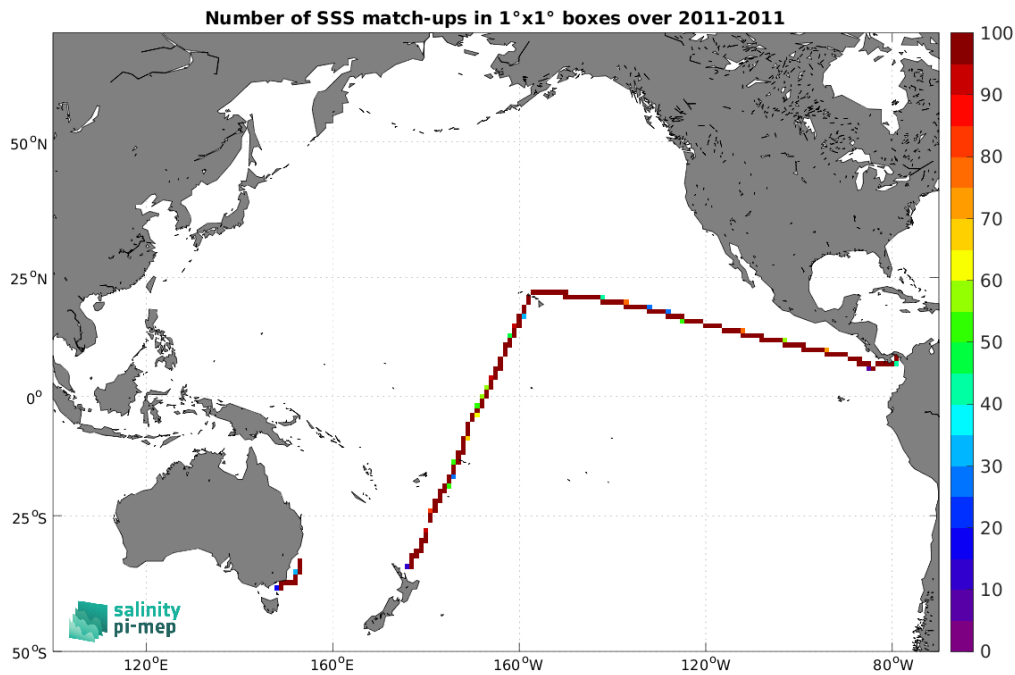 Number of SSS match-ups in 1°x1° boxes over 2011-2011
100
90
80
70
60
50
40
30
20
10
0
50°N
25°N
0°
25°S
50°S
120°E
160°E
160°W
120°W
80°W
salinity
pi-mep